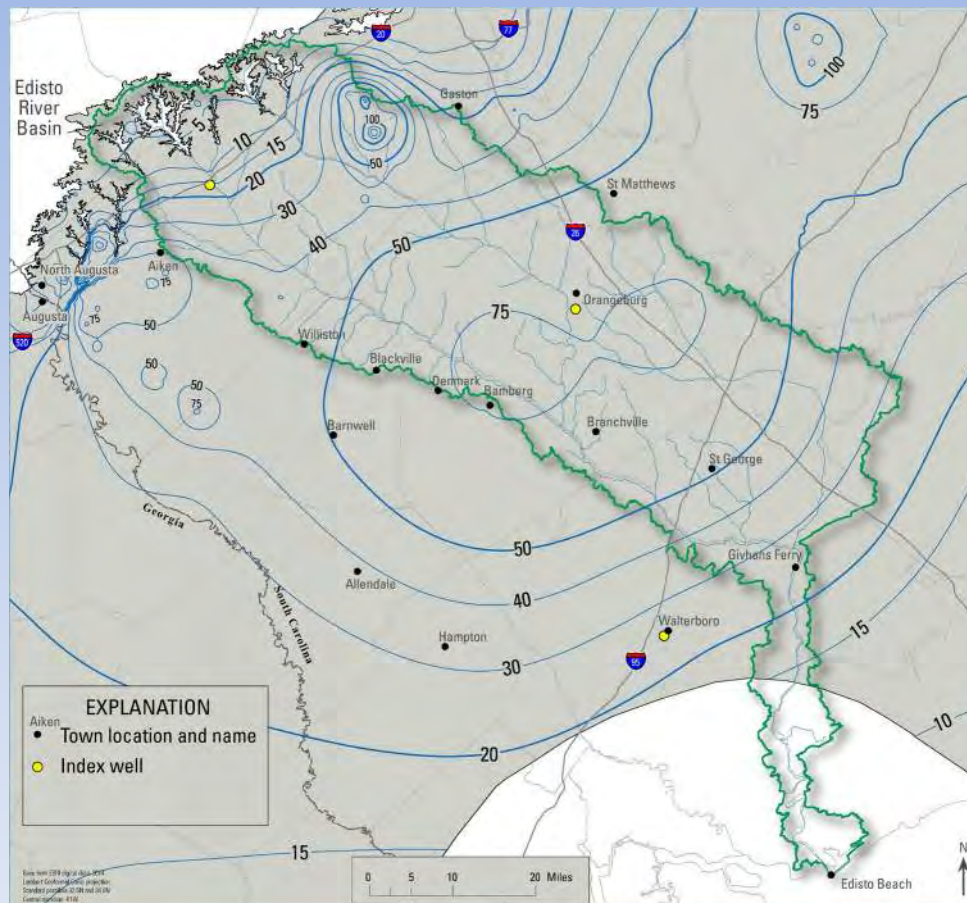 20
77
Edisto
River
Basin
100
75
5
10
15
20
30
40
50
100
50
Gaston
St Matthews
26
50
Aiken
75
North Augusta
Augusta
520
75
50
50
50
75
Orangeburg
75
Williston
Blackville
Denmark
Bamberg
Barnwell
Branchville
St George
Georgia
South Carolina
50
Givhans Ferry
Allendale
40
Walterboro
15
Hampton
30
95
10
20
15
EXPLANATION
Aiken
Town location and name
Index well
0 5 10 20 Miles
Edisto Beach
N